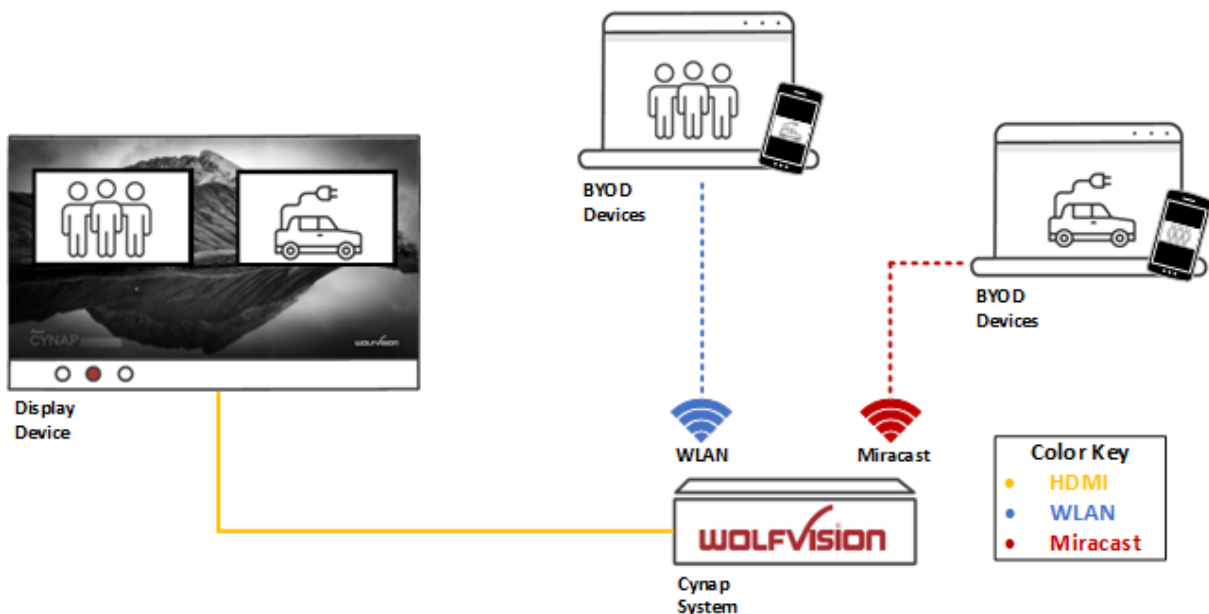 BYOD
Devices
BYOD
Devices
CYNAP
WOLFVISION
Display
Device
WLAN
Miracast
Color Key
• HDMI
• WLAN
• Miracast
WOLFVISION
Cynap
System